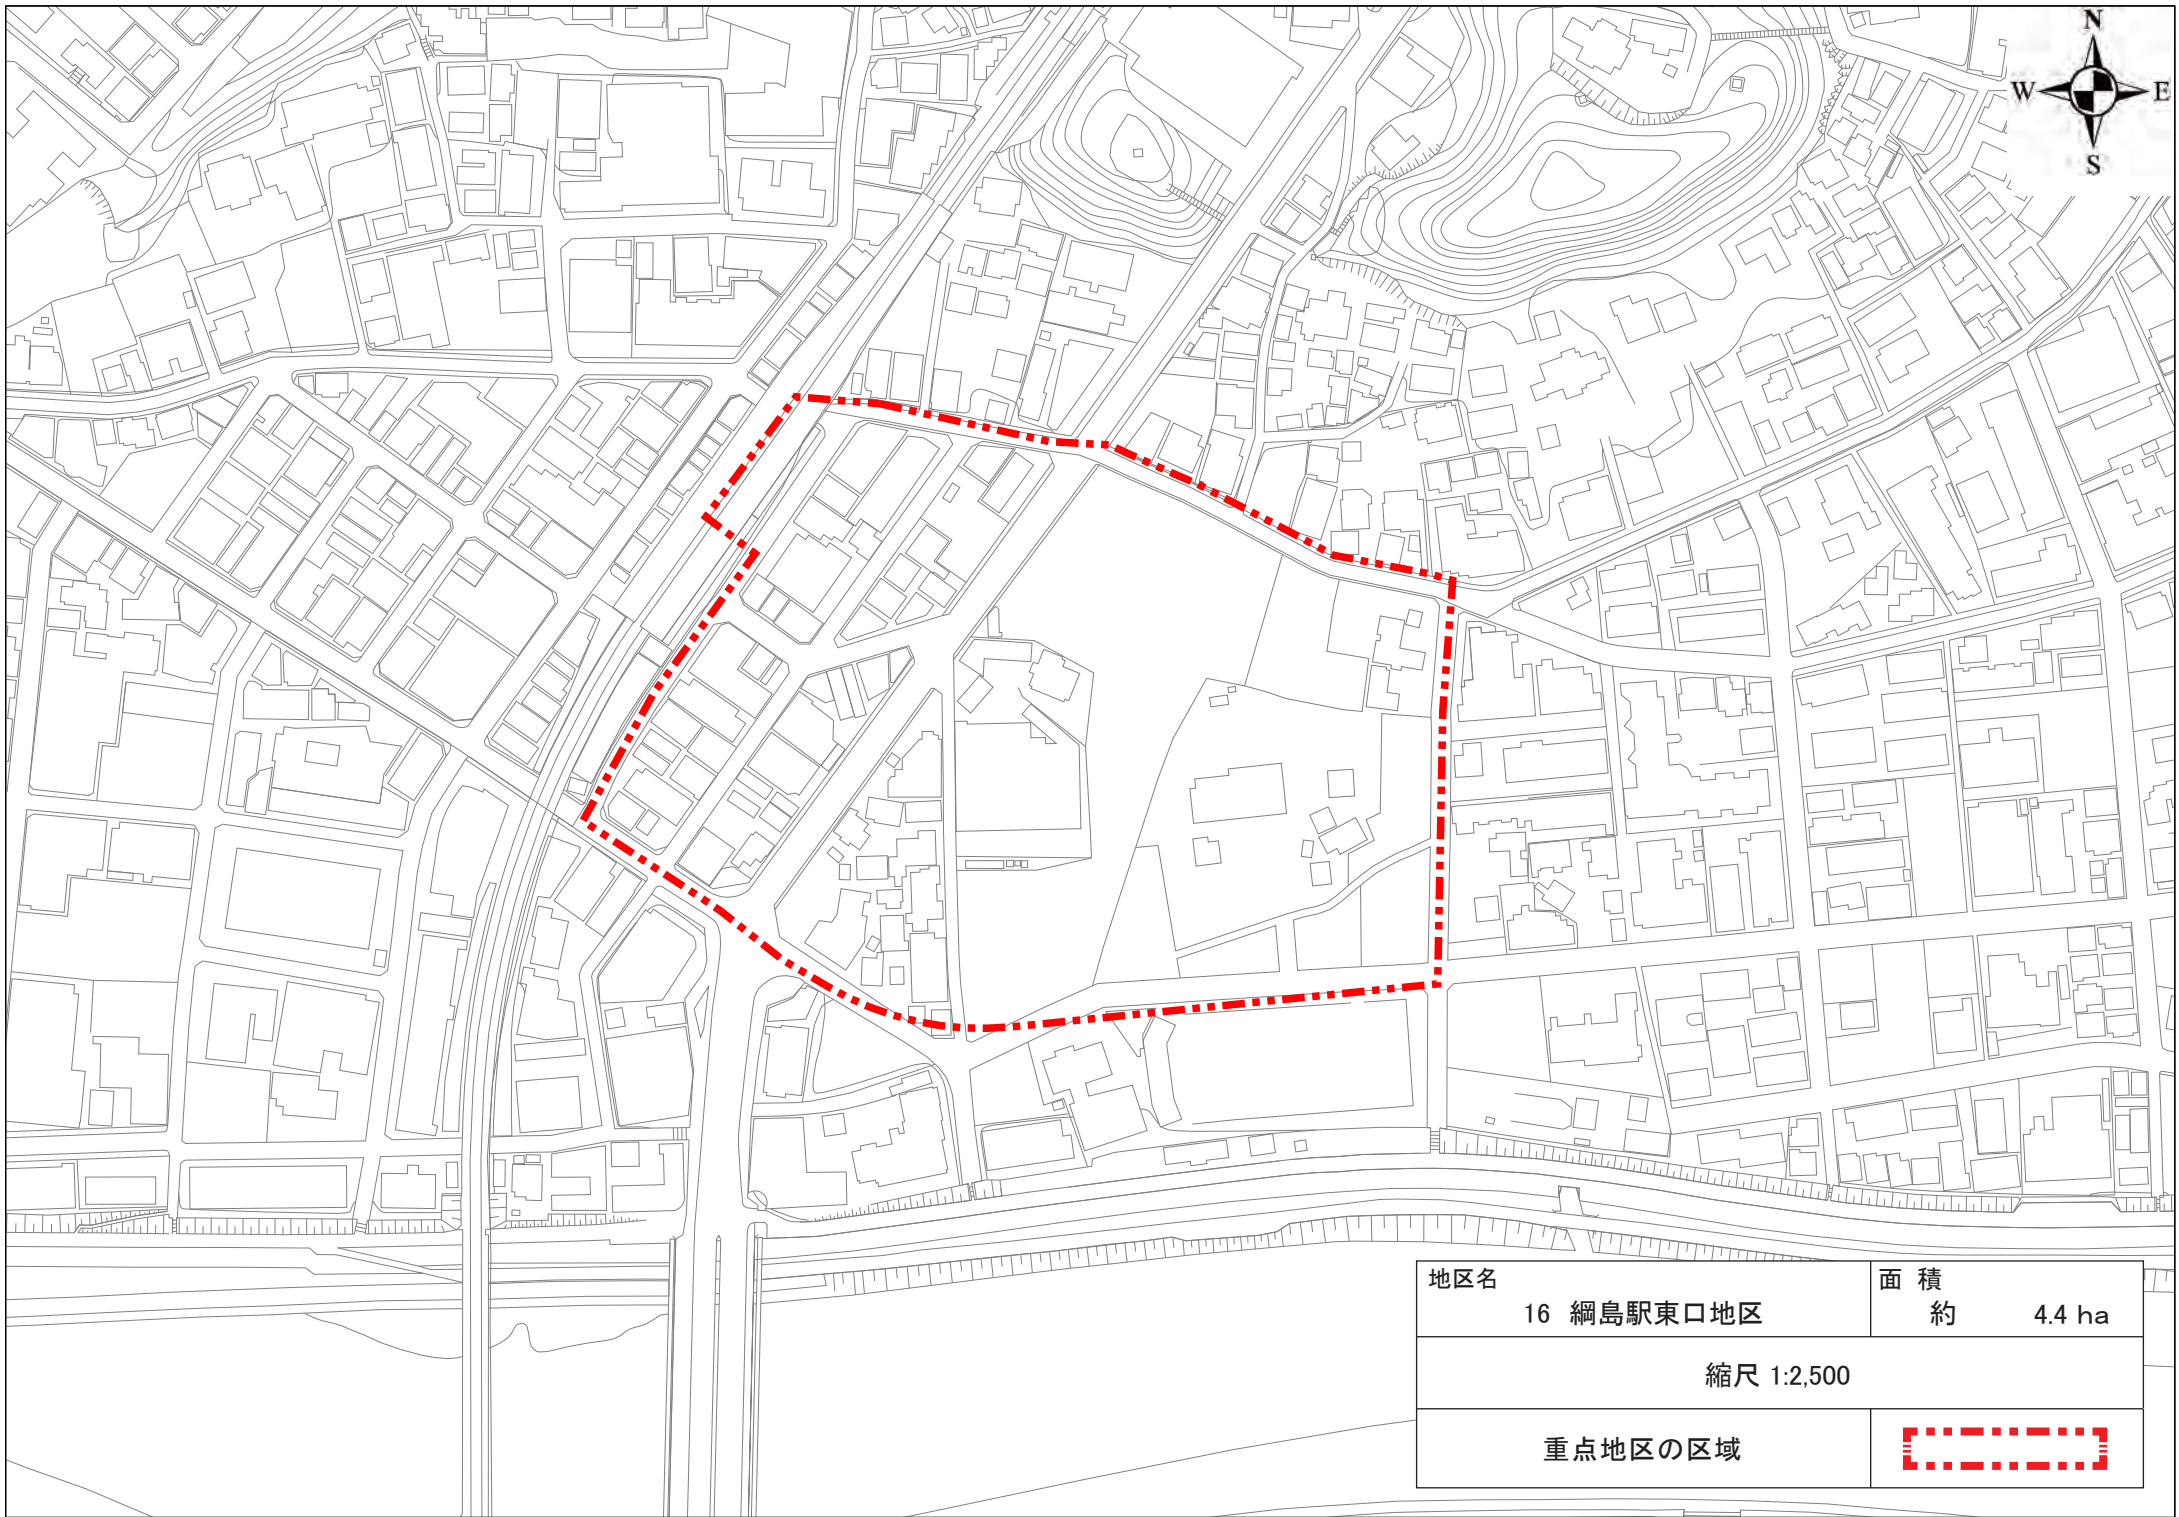 N
W E
S
地区名
16 綱島駅東口地区
面 積
約 4.4 ha
縮尺 1:2,500
重点地区の区域